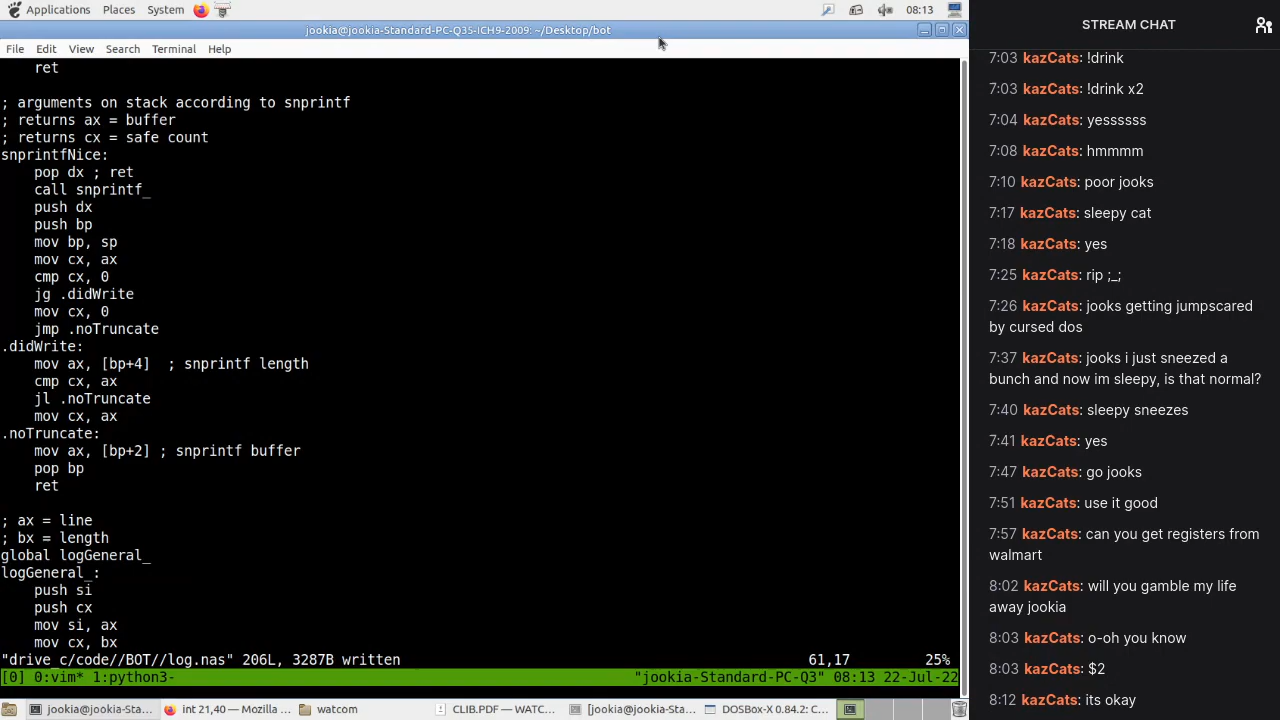 Applications Places System 08:13
jookia@jookia-Standard-PC-Q35-ICH9-2009: ~/Desktop/bot
File Edit View Search Terminal Help
ret
; arguments on stack according to snprintf
; returns ax = buffer
; returns cx = safe count
snprintfNice:
pop dx ; ret
call snprintf_
push dx
push bp
mov bp, sp
mov cx, ax
cmp cx, 0
jg .didWrite
mov cx, 0
jmp .noTruncate
.didWrite:
mov ax, [bp+4] ; snprintf length
cmp cx, ax
jl .noTruncate
mov cx, ax
.noTruncate:
mov ax, [bp+2] ; snprintf buffer
pop bp
ret
; ax = line
; bx = length
global logGeneral_
logGeneral_:
push si
push cx
mov si, ax
mov cx, bx
"drive_c/code//BOT//log.nas" 206L, 3287B written 61,17 25%
[0] 0:vim* 1:python3- "jookia-Standard-PC-Q3" 08:13 22-Jul-22
jookia@jookia-Sta... int 21,40 — Mozilla ... watcom CLIB.PDF — WATC... [jookia@jookia-Sta... DOSBox-X 0.84.2: C...
STREAM CHAT
7:03 kazCats: !drink
7:03 kazCats: !drink x2
7:04 kazCats: yessssss
7:08 kazCats: hmmmm
7:10 kazCats: poor jooks
7:17 kazCats: sleepy cat
7:18 kazCats: yes
7:25 kazCats: rip ;_;
7:26 kazCats: jooks getting jumpscared
by cursed dos
7:37 kazCats: jooks i just sneezed a
bunch and now im sleepy, is that normal?
7:40 kazCats: sleepy sneezes
7:41 kazCats: yes
7:47 kazCats: go jooks
7:51 kazCats: use it good
7:57 kazCats: can you get registers from
walmart
8:02 kazCats: will you gamble my life
away jookia
8:03 kazCats: o-oh you know
8:03 kazCats: $2
8:12 kazCats: its okay